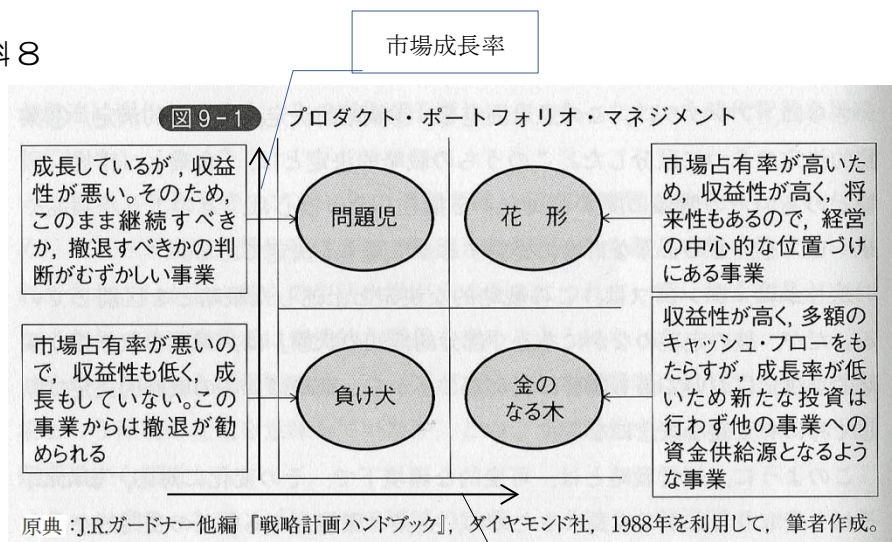 料8
市場成長率
図9-1 プロダクト・ポートフォリオ・マネジメント
成長しているが，収益
性が悪い。そのため，
このまま継続すべき
か，撤退すべきかの判
断がむずかしい事業
問題児
花 形
市場占有率が高いた
め，収益性が高く，将
来性もあるので，経営
の中心的な位置づけ
にある事業
市場占有率が悪いの
で，収益性も低く，成
長もしていない。この
事業からは撤退が勧
められる
負け犬
金の
なる木
収益性が高く，多額の
キャッシュ・フローをも
たらすが，成長率が低
いため新たな投資は
行わず他の事業への
資金供給源となるよう
な事業
原典：J.R.ガードナー他編『戦略計画ハンドブック』，ダイヤモンド社，1988年を利用して，筆者作成。